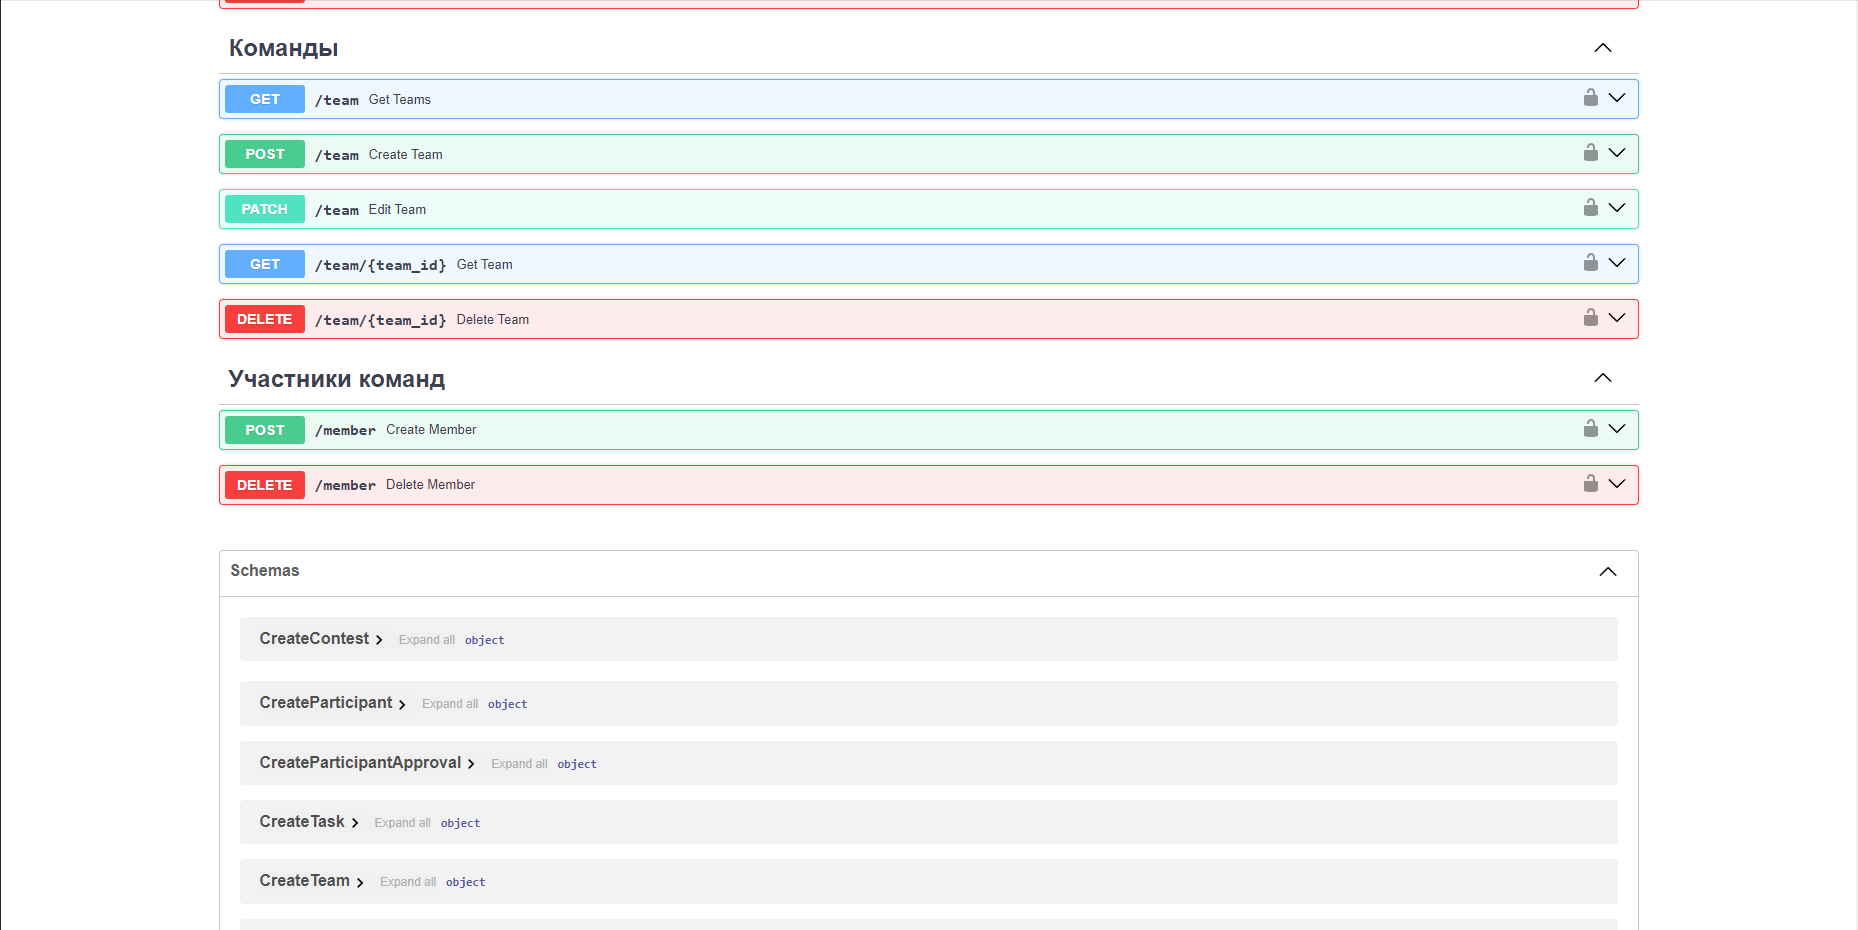 Команды
GET /team Get Teams
POST /team Create Team
PATCH /team Edit Team
GET /team/{team_id} Get Team
DELETE /team/{team_id} Delete Team
Участники команд
POST /member Create Member
DELETE /member Delete Member
Schemas
CreateContest Expand all object
CreateParticipant Expand all object
CreateParticipantApproval Expand all object
CreateTask Expand all object
CreateTeam Expand all object